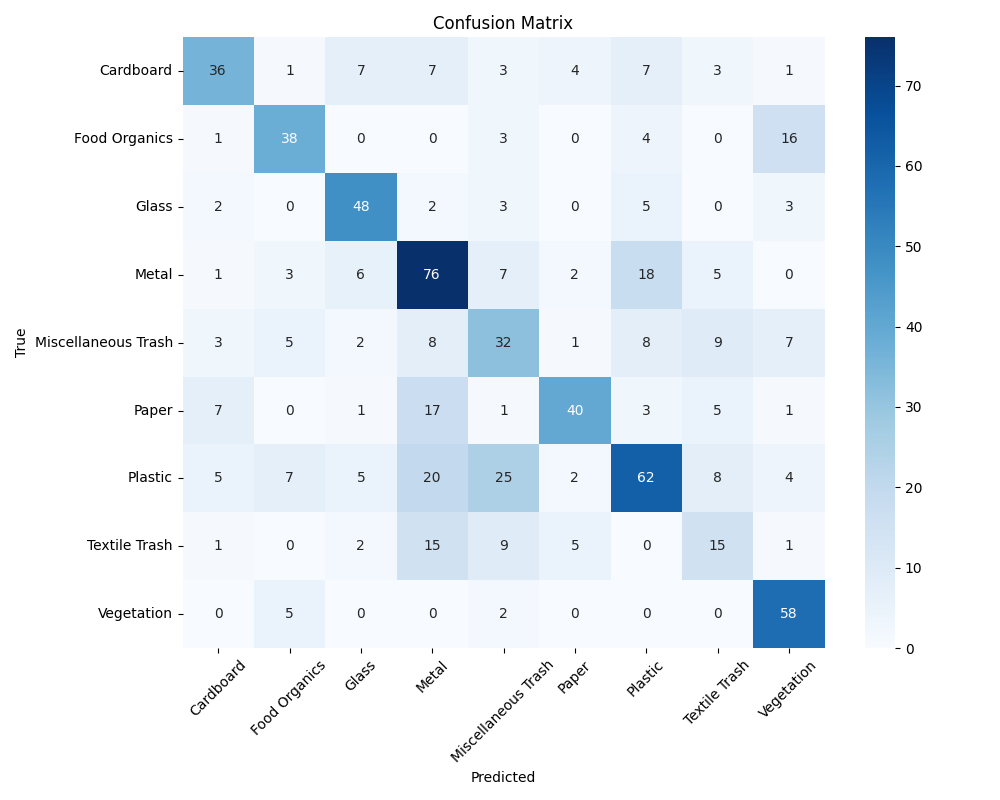 Confusion Matrix
Cardboard 36 1 7 7 3 4 7 3 1
Food Organics 1 38 0 0 3 0 4 0 16
Glass 2 0 48 2 3 0 5 0 3
Metal 1 3 6 76 7 2 18 5 0
Miscellaneous Trash 3 5 2 8 32 1 8 9 7
Paper 7 0 1 17 1 40 3 5 1
Plastic 5 7 5 20 25 2 62 8 4
Textile Trash 1 0 2 15 9 5 0 15 1
Vegetation 0 5 0 0 2 0 0 0 58
True
Cardboard Food Organics Glass Metal Miscellaneous Trash Paper Plastic Textile Trash Vegetation
Predicted
70
60
50
40
30
20
10
0